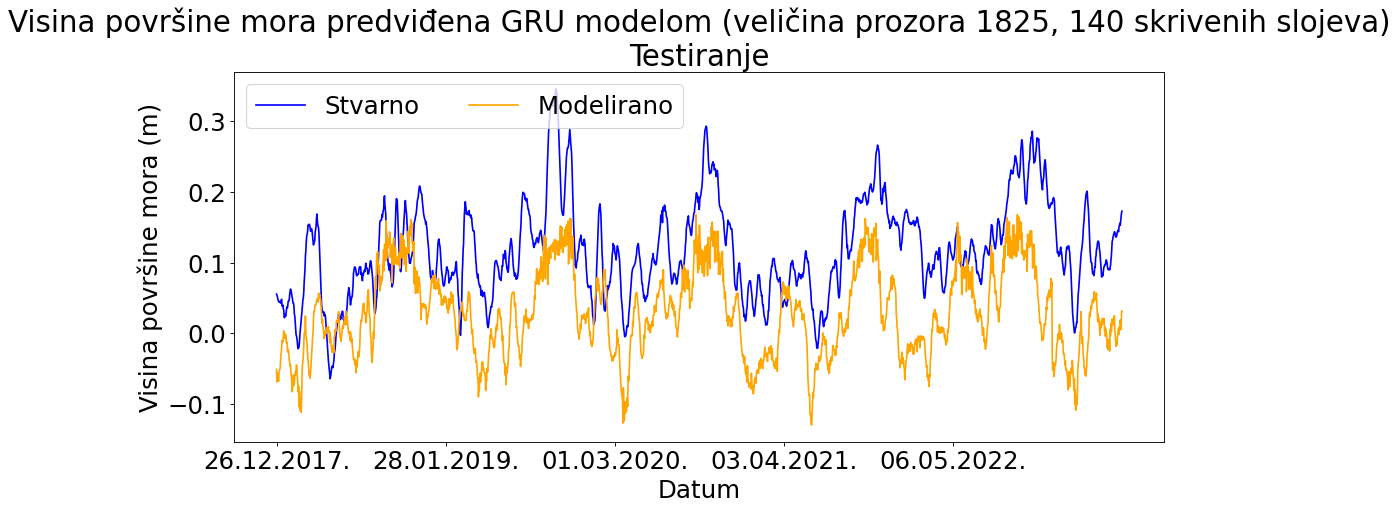 Visina površine mora predviđena GRU modelom (veličina prozora 1825, 140 skrivenih slojeva)
Testiranje
Stvarno Modelirano
Visina površine mora (m)
0.3
0.2
0.1
0.0
−0.1
26.12.2017. 28.01.2019. 01.03.2020. 03.04.2021. 06.05.2022.
Datum